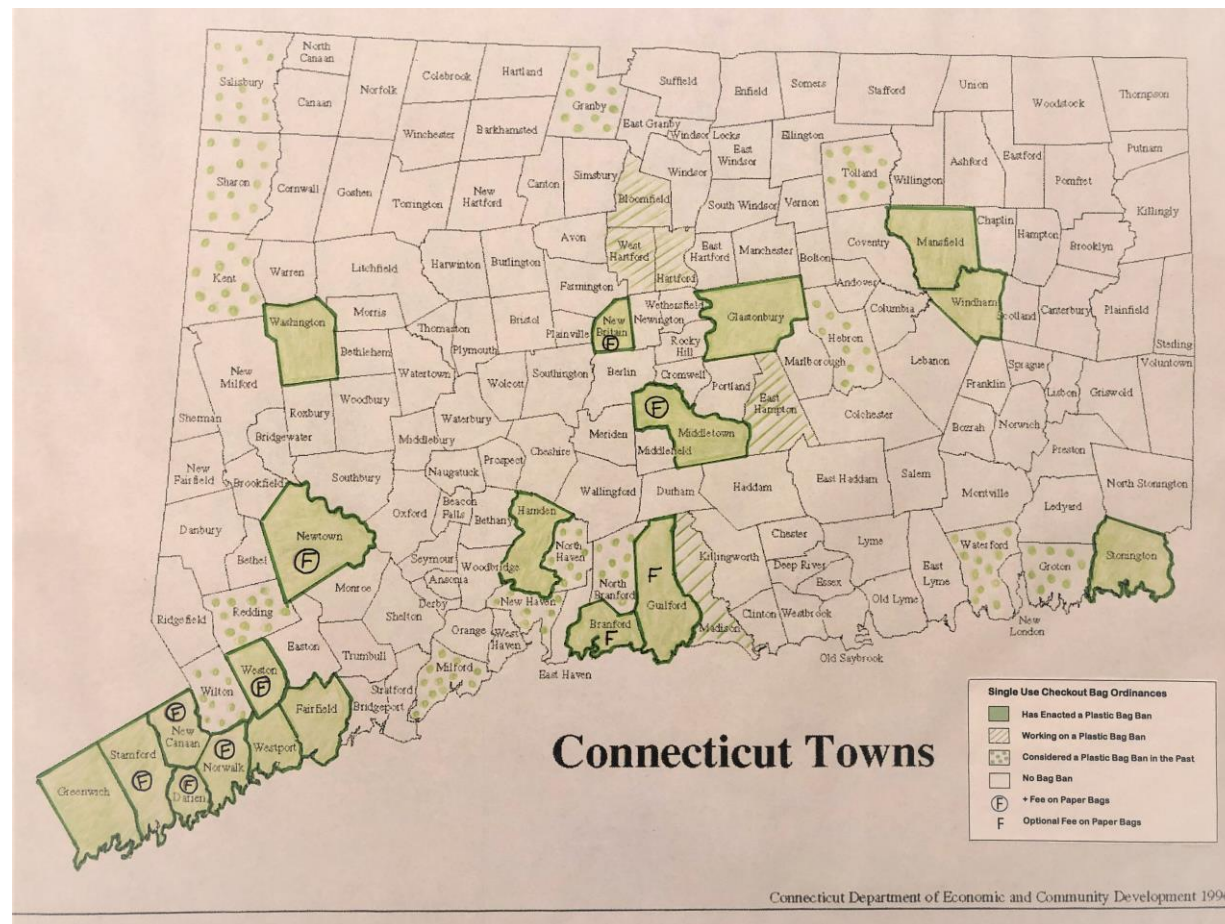 North
Canaan
Salisbury
Canaan
Norfolk
Colebrook
Hartland
Granby
Suffield
Enfield
Somers
Stafford
Union
Woodstock
Thompson
Winchester
Barkhamsted
East Granby
Windsor Locks
East
Windsor
Ellington
Willington
Ashford
Eastford
Putnam
Pomfret
Sharon
Cornwall
Goshen
Torrington
New
Hartford
Canton
Simsbury
Bloomfield
Windsor
South Windsor
Vernon
Tolland
Killingly
Kent
Warren
Litchfield
Harwinton
Burlington
Avon
West
Hartford
Hartford
East
Hartford
Manchester
Bolton
Coventry
Andover
Mansfield
Chaplin
Hampton
Brooklyn
Farmington
Washington
Morris
Thomaston
Plymouth
Bristol
Plainville
New
Britain
F
Newington
Wethersfield
Rocky
Hill
Glastonbury
Marlborough
Hebron
Columbia
Windham
Scotland
Canterbury
Plainfield
Sterling
Voluntown
New
Milford
Bethlehem
Watertown
Wolcott
Southington
Berlin
Cromwell
Portland
East
Hampton
Lebanon
Franklin
Sprague
Lisbon
Griswold
Sherman
Roxbury
Woodbury
Bridgewater
Middlebury
Waterbury
Cheshire
Meriden
F
Middletown
Middlefield
Colchester
Bozrah
Norwich
Preston
New
Fairfield
Brookfield
Southbury
Naugatuck
Prospect
Wallingford
Durham
Haddam
East Haddam
Salem
Montville
Ledyard
North Stonington
Danbury
Bethel
Newtown
F
Oxford
Beacon
Falls
Bethany
Hamden
Seymour
Woodbridge
Ansonia
Derby
North
Haven
North
Branford
F
Guilford
Killingworth
Madison
Chester
Deep River
Essex
Lyme
Old Lyme
East
Lyme
Waterford
New
London
Groton
Stonington
Ridgefield
Redding
Monroe
Shelton
New Haven
Orange
West
Haven
East Haven
Branford
F
Clinton
Westbrook
Old Saybrook
Wilton
Weston
F
Easton
Trumbull
Stratford
Bridgeport
Milford
Fairfield
Westport
F
New
Canaan
F
Norwalk
Stamford
F
F
Darien
Greenwich
Connecticut Towns
Single Use Checkout Bag Ordinances
Has Enacted a Plastic Bag Ban
Working on a Plastic Bag Ban
Considered a Plastic Bag Ban in the Past
No Bag Ban
F + Fee on Paper Bags
F Optional Fee on Paper Bags
Connecticut Department of Economic and Community Development